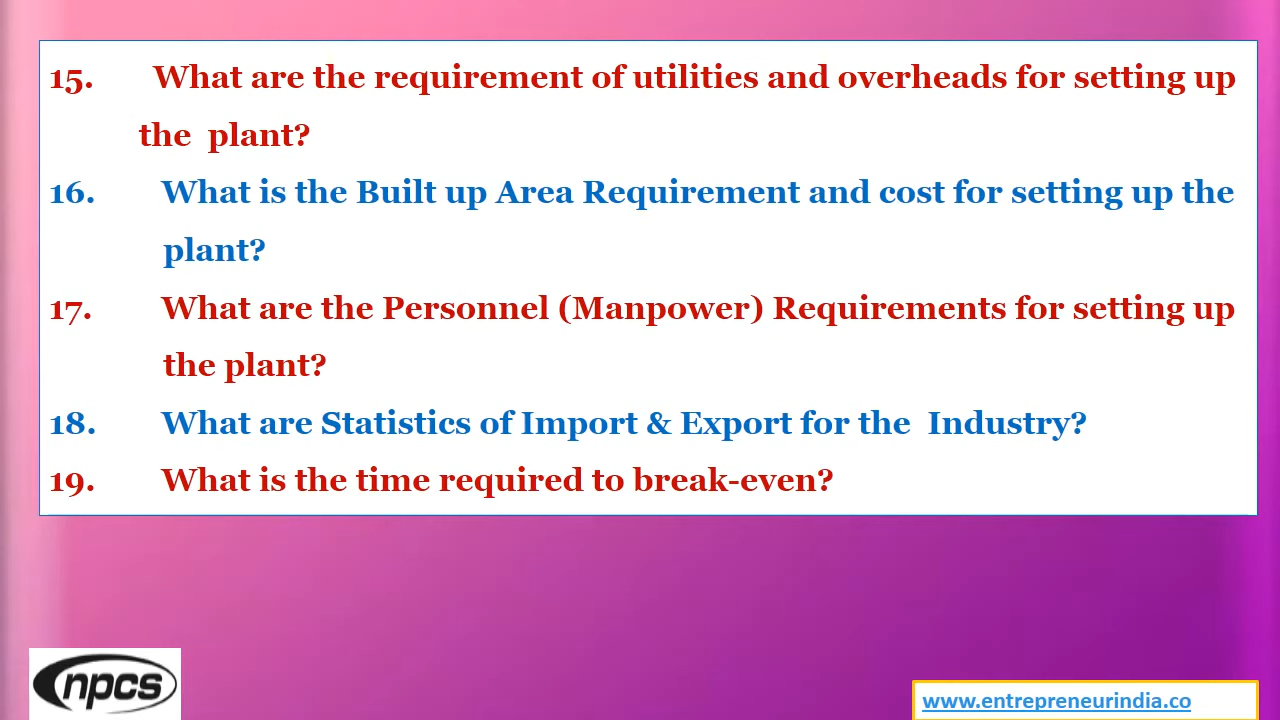 15. What are the requirement of utilities and overheads for setting up
the plant?
16. What is the Built up Area Requirement and cost for setting up the
plant?
17. What are the Personnel (Manpower) Requirements for setting up
the plant?
18. What are Statistics of Import & Export for the Industry?
19. What is the time required to break-even?
npcs
www.entrepreneurindia.co